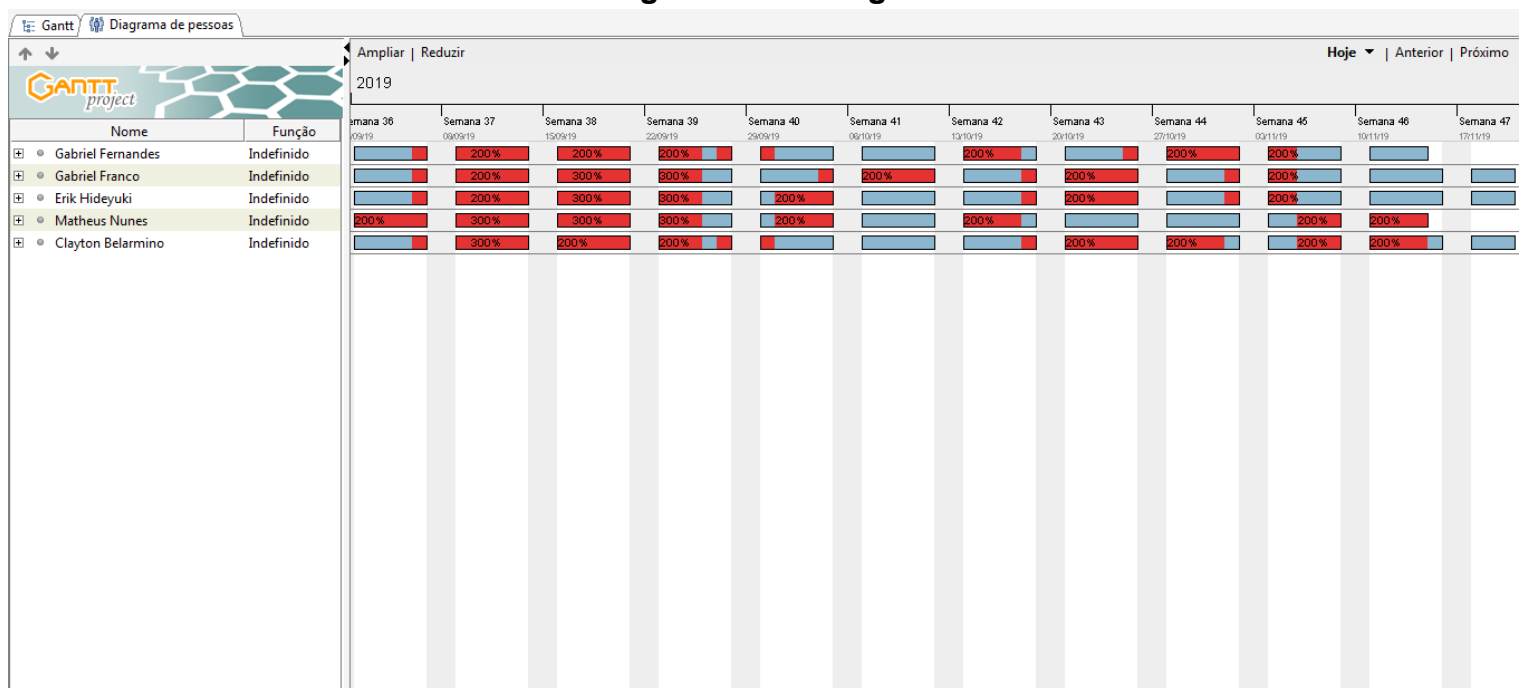 Gantt Diagrama de pessoas
Ampliar | Reduzir
Hoje | Anterior | Próximo
GANTT
project
2019
emana 36 Semana 37 Semana 38 Semana 39 Semana 40 Semana 41 Semana 42 Semana 43 Semana 44 Semana 45 Semana 46 Semana 47
/09/19 08/09/19 15/09/19 22/09/19 29/09/19 06/10/19 13/10/19 20/10/19 27/10/19 03/11/19 10/11/19 17/11/19
Nome Função
Gabriel Fernandes Indefinido 200% 200% 200% 200% 200% 200%
Gabriel Franco Indefinido 200% 300% 300% 200% 200% 200%
Erik Hideyuki Indefinido 200% 300% 300% 200% 200% 200%
Matheus Nunes Indefinido 200% 300% 300% 300% 200% 200% 200% 200%
Clayton Belarmino Indefinido 300% 200% 200% 200% 200% 200% 200%